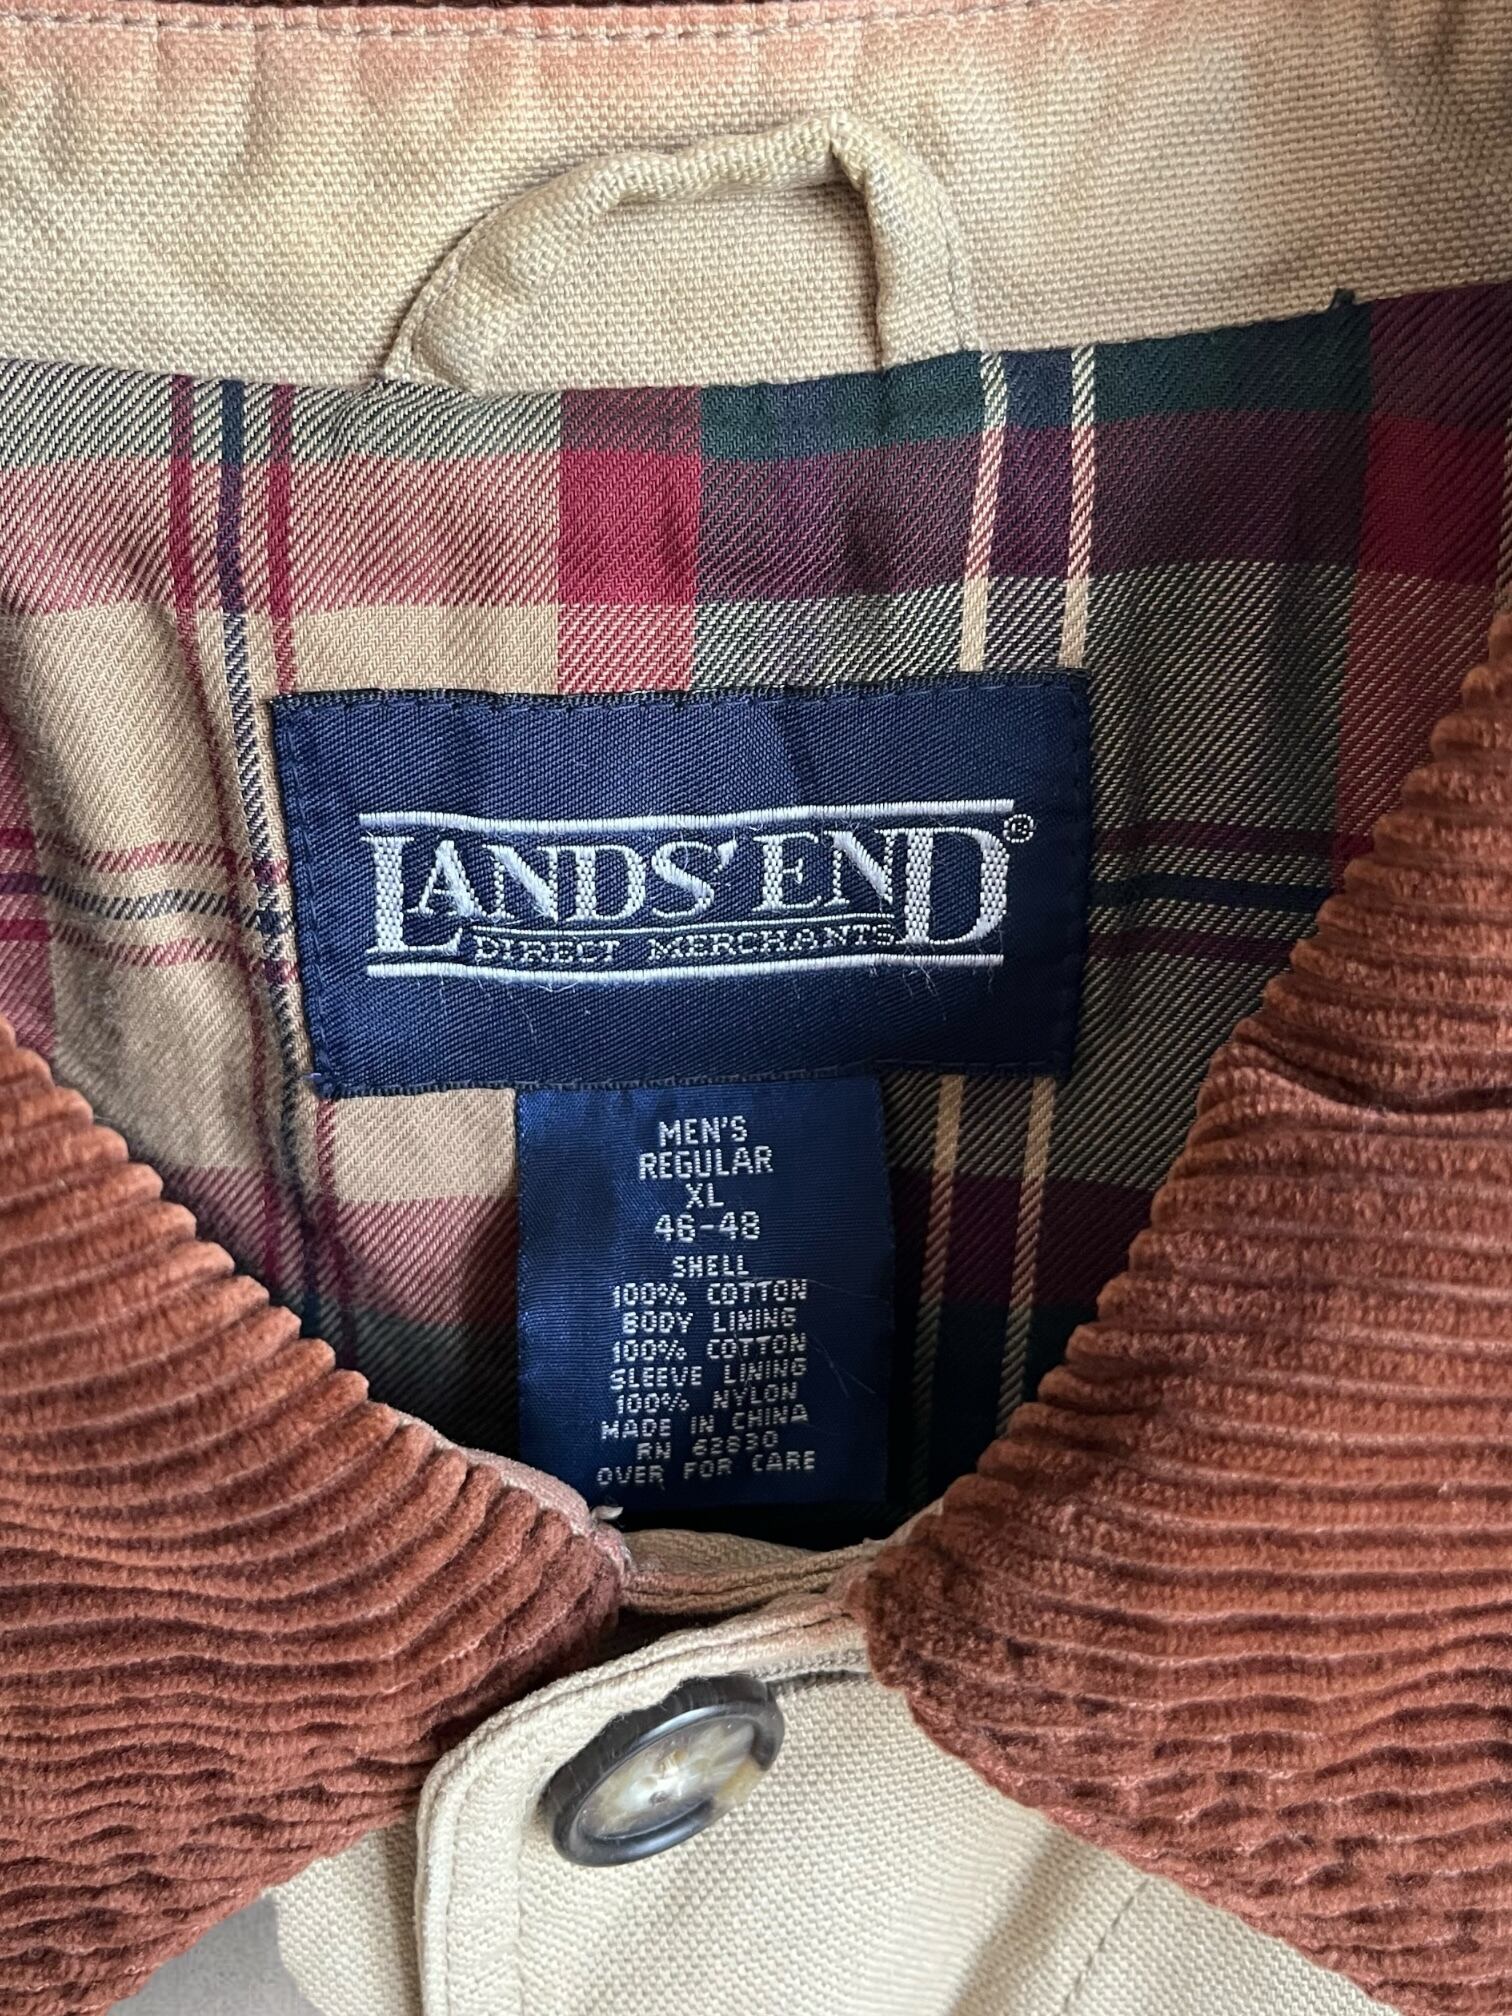 LANDS' END®
DIRECT MERCHANTS
MEN'S
REGULAR
XL
46-48
SHELL
100% COTTON
BODY LINING
100% COTTON
SLEEVE LINING
100% NYLON
MADE IN CHINA
RN 62830
OVER FOR CARE